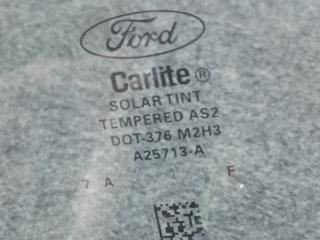 Ford
Carlite®
SOLAR TINT
TEMPERED AS2
DOT-376 M2H3
A25713-A
7 A F